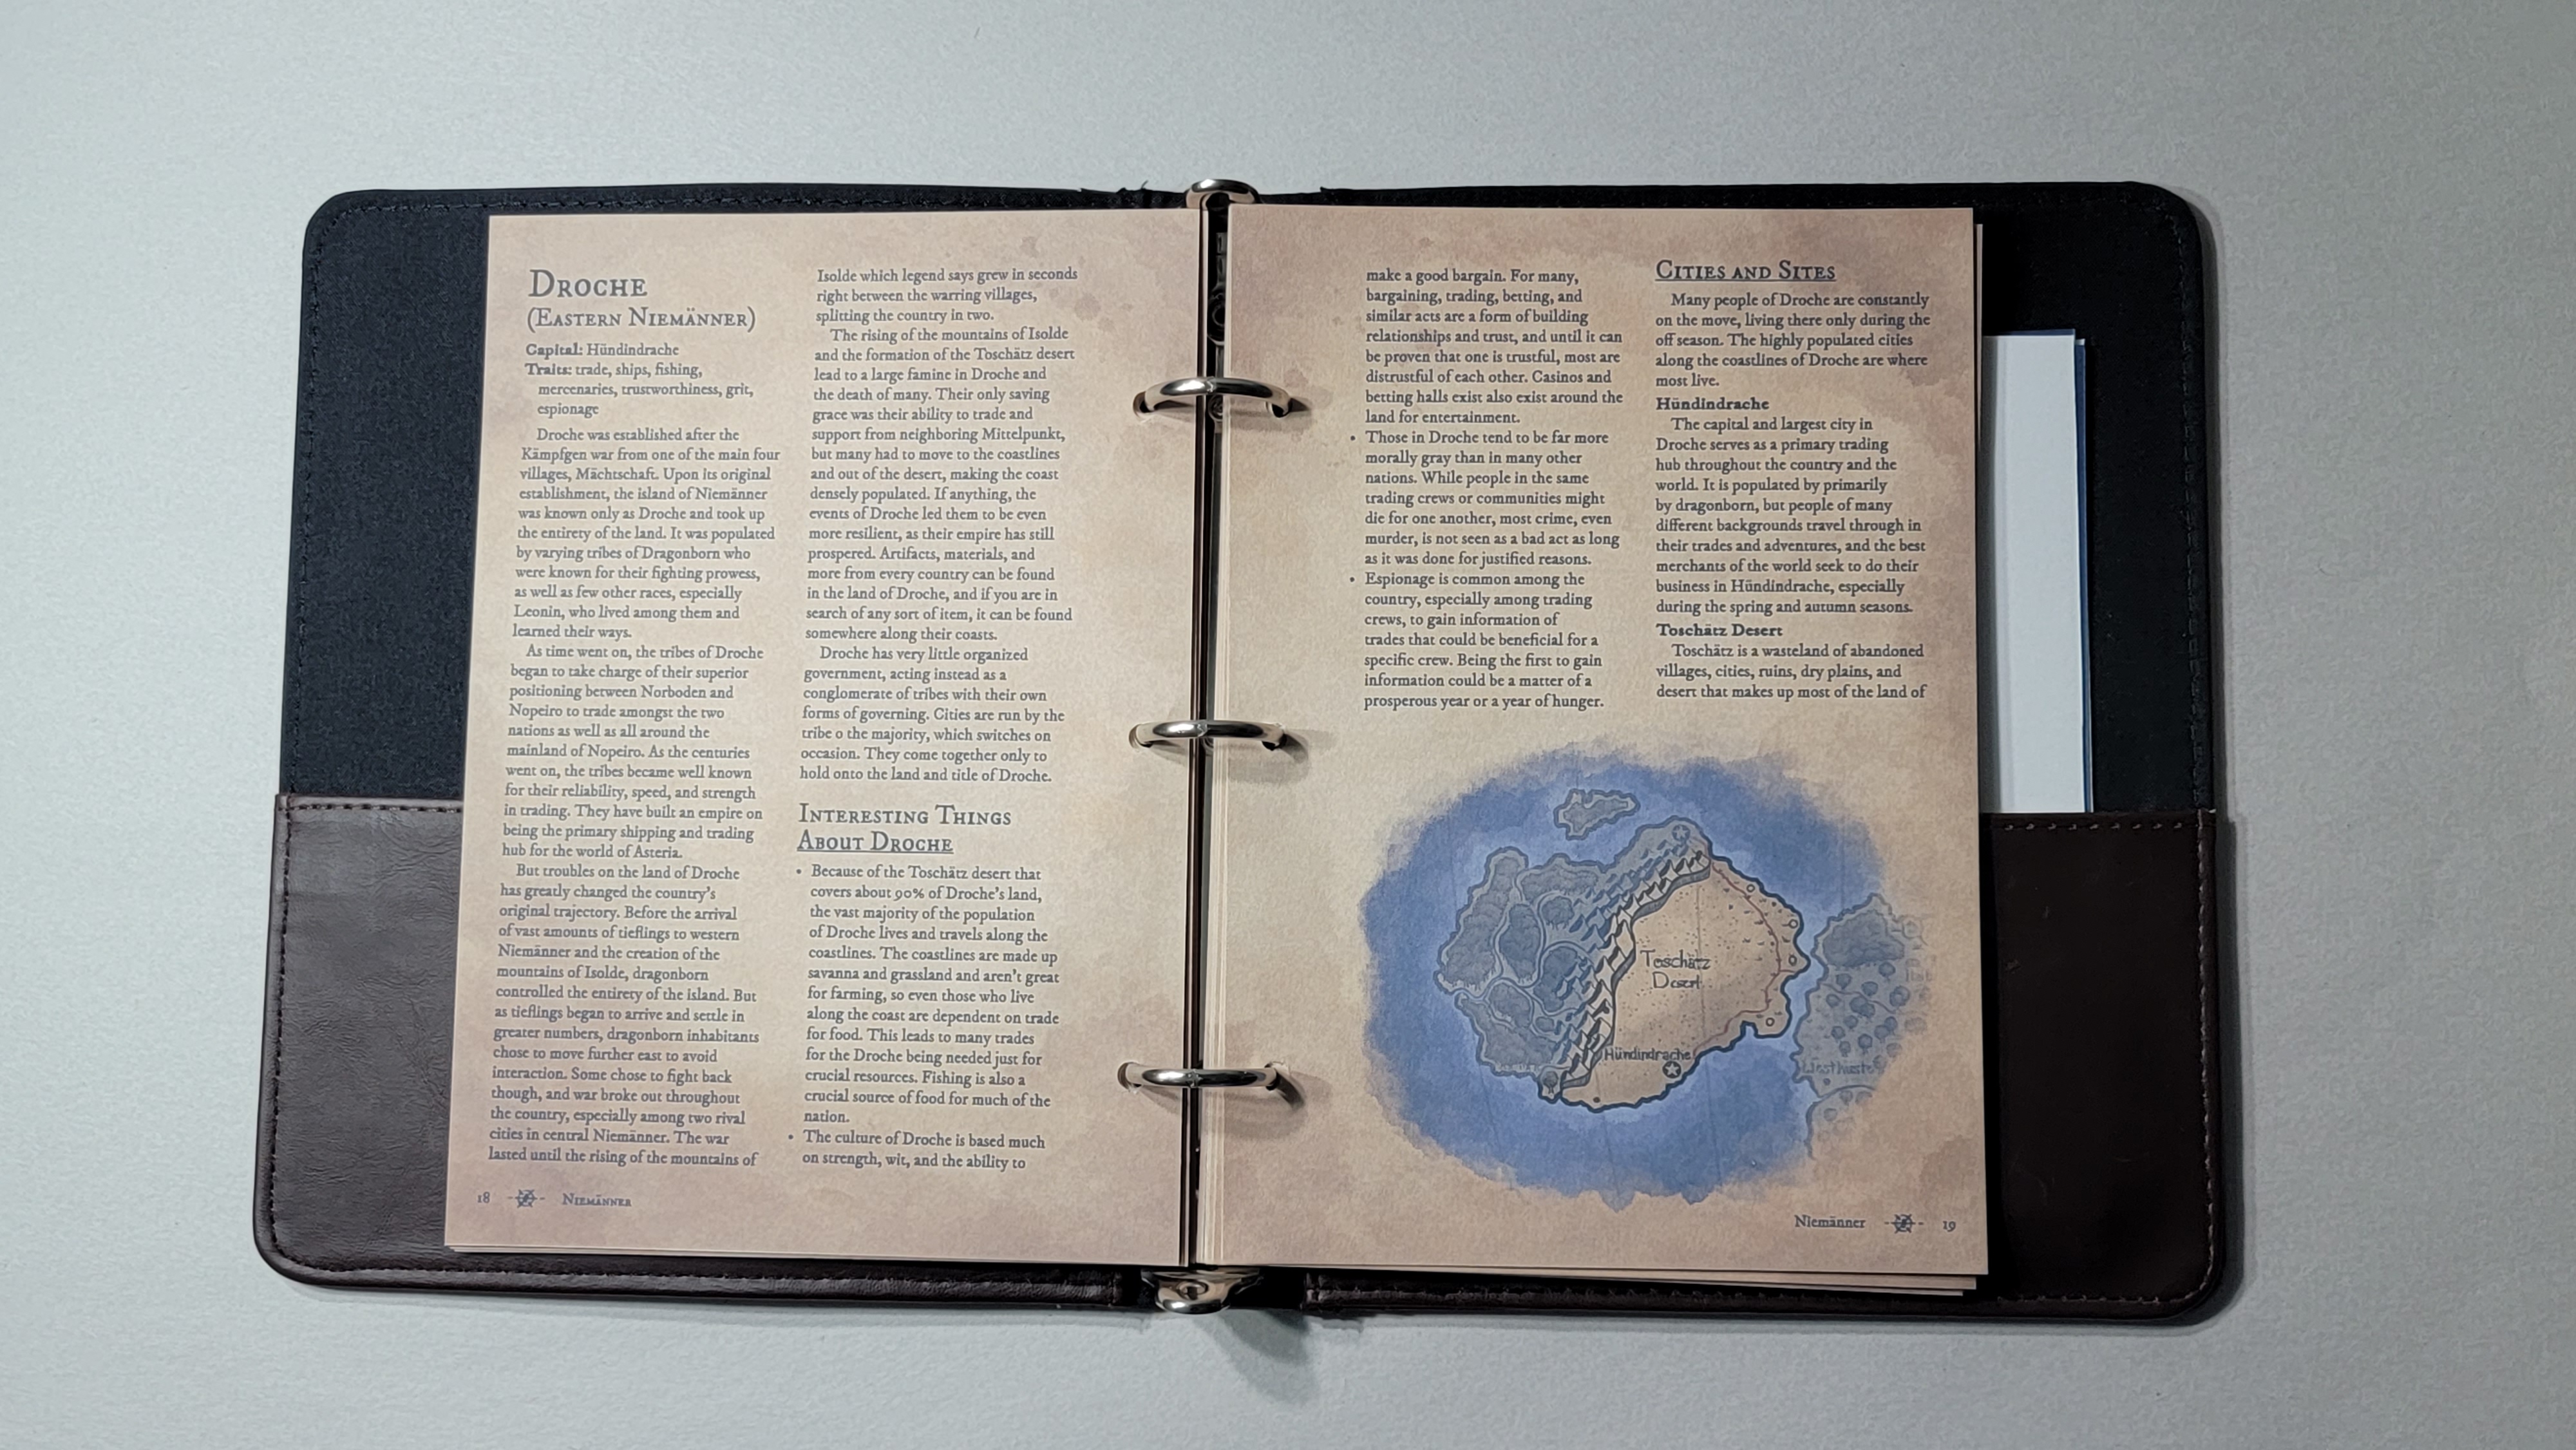 Droche
(Eastern Niemänner)
Capital: Hündindrache
Traits: trade, ships, fishing,
mercenaries, trustworthiness, grit,
espionage
Droche was established after the
Kämpfgen war from one of the main four
villages, Mächtschaft. Upon its original
establishment, the island of Niemänner
was known only as Droche and took up
the entirety of the land. It was populated
by varying tribes of Dragonborn who
were known for their fighting prowess,
as well as few other races, especially
Leonin, who lived among them and
learned their ways.
As time went on, the tribes of Droche
began to take charge of their superior
positioning between Norboden and
Nopeiro to trade amongst the two
nations as well as all around the
mainland of Nopeiro. As the centuries
went on, the tribes became well known
for their reliability, speed, and strength
in trading. They have built an empire on
being the primary shipping and trading
hub for the world of Asteria.
But troubles on the land of Droche
has greatly changed the country's
original trajectory. Before the arrival
of vast amounts of tieflings to western
Niemänner and the creation of the
mountains of Isolde, dragonborn
controlled the entirety of the island. But
as tieflings began to arrive and settle in
greater numbers, dragonborn inhabitants
chose to move further east to avoid
interaction. Some chose to fight back
though, and war broke out throughout
the country, especially among two rival
cities in central Niemänner. The war
lasted until the rising of the mountains of
Isolde which legend says grew in seconds
right between the warring villages,
splitting the country in two.
The rising of the mountains of Isolde
and the formation of the Toschätz desert
lead to a large famine in Droche and
the death of many. Their only saving
grace was their ability to trade and
support from neighboring Mittelpunkt,
but many had to move to the coastlines
and out of the desert, making the coast
densely populated. If anything, the
events of Droche led them to be even
more resilient, as their empire has still
prospered. Artifacts, materials, and
more from every country can be found
in the land of Droche, and if you are in
search of any sort of item, it can be found
somewhere along their coasts.
Droche has very little organized
government, acting instead as a
conglomerate of tribes with their own
forms of governing. Cities are run by the
tribe o the majority, which switches on
occasion. They come together only to
hold onto the land and title of Droche.
Interesting Things
About Droche
• Because of the Toschätz desert that
covers about 90% of Droche's land,
the vast majority of the population
of Droche lives and travels along the
coastlines. The coastlines are made up
savanna and grassland and aren't great
for farming, so even those who live
along the coast are dependent on trade
for food. This leads to many trades
for the Droche being needed just for
crucial resources. Fishing is also a
crucial source of food for much of the
nation.
• The culture of Droche is based much
on strength, wit, and the ability to
18 Niemänner
make a good bargain. For many,
bargaining, trading, betting, and
similar acts are a form of building
relationships and trust, and until it can
be proven that one is trustful, most are
distrustful of each other. Casinos and
betting halls exist also exist around the
land for entertainment.
• Those in Droche tend to be far more
morally gray than in many other
nations. While people in the same
trading crews or communities might
die for one another, most crime, even
murder, is not seen as a bad act as long
as it was done for justified reasons.
• Espionage is common among the
country, especially among trading
crews, to gain information of
trades that could be beneficial for a
specific crew. Being the first to gain
information could be a matter of a
prosperous year or a year of hunger.
Cities and Sites
Many people of Droche are constantly
on the move, living there only during the
off season. The highly populated cities
along the coastlines of Droche are where
most live.
Hündindrache
The capital and largest city in
Droche serves as a primary trading
hub throughout the country and the
world. It is populated by primarily
by dragonborn, but people of many
different backgrounds travel through in
their trades and adventures, and the best
merchants of the world seek to do their
business in Hündindrache, especially
during the spring and autumn seasons.
Toschätz Desert
Toschätz is a wasteland of abandoned
villages, cities, ruins, dry plains, and
desert that makes up most of the land of
Toschätz
Desert
Hündindrache
Niemänner 19